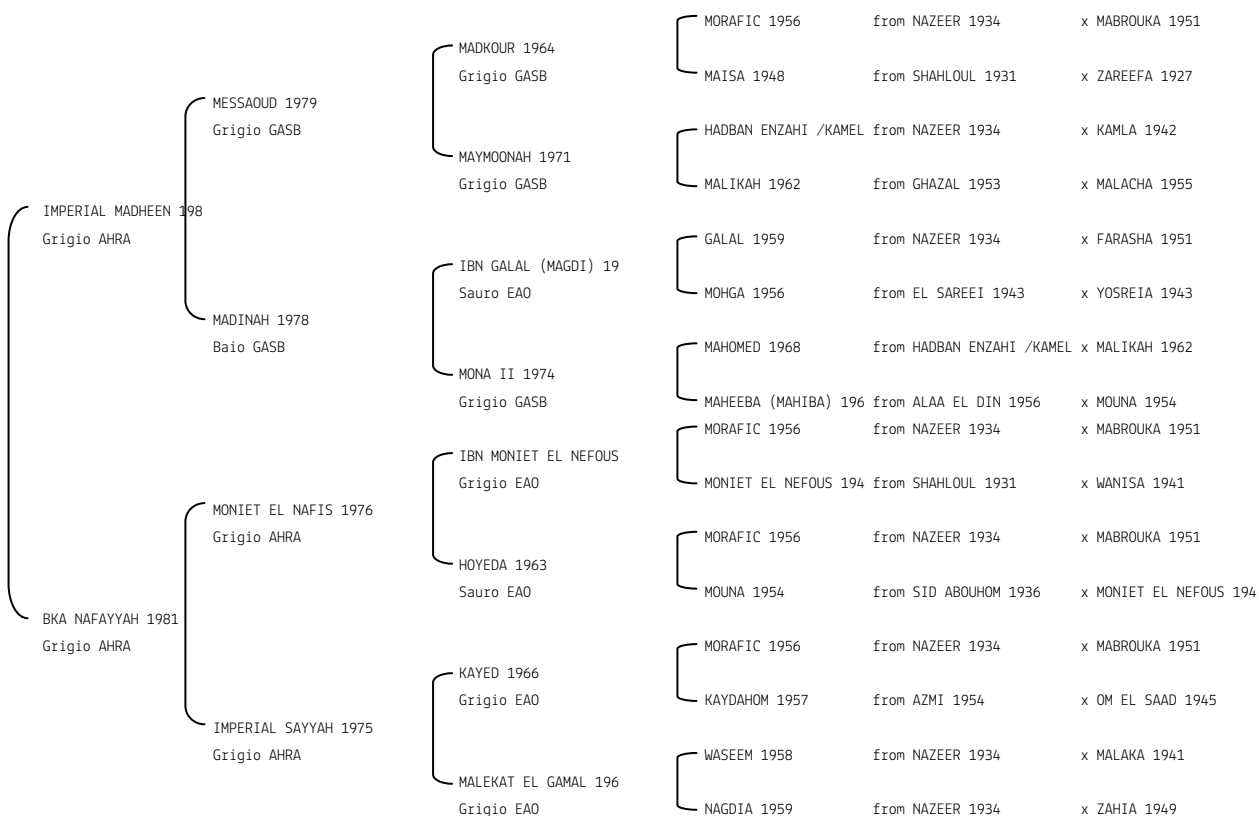 MORAFIC 1956 from NAZEER 1934 x MABROUKA 1951
MADKOUR 1964
Grigio GASB
MAISA 1948 from SHAHLOUL 1931 x ZAREEFA 1927
MESSAOUD 1979
Grigio GASB
HADBAN ENZAHI /KAMEL from NAZEER 1934 x KAMLA 1942
MAYMOONAH 1971
Grigio GASB
MALIKAH 1962 from GHAZAL 1953 x MALACHA 1955
IMPERIAL MADHEEN 198
Grigio AHRA
GALAL 1959 from NAZEER 1934 x FARASHA 1951
IBN GALAL (MAGDI) 19
Sauro EAO
MOHGA 1956 from EL SAREEI 1943 x YOSREIA 1943
MADINAH 1978
Baio GASB
MAHOMED 1968 from HADBAN ENZAHI /KAMEL x MALIKAH 1962
MONA II 1974
Grigio GASB
MAHEEBA (MAHIBA) 196 from ALAA EL DIN 1956 x MOUNA 1954
MORAFIC 1956 from NAZEER 1934 x MABROUKA 1951
IBN MONIET EL NEFOUS
Grigio EAO
MONIET EL NEFOUS 194 from SHAHLOUL 1931 x WANISA 1941
MONIET EL NAFIS 1976
Grigio AHRA
MORAFIC 1956 from NAZEER 1934 x MABROUKA 1951
HOYEDA 1963
Sauro EAO
MOUNA 1954 from SID ABOUHOM 1936 x MONIET EL NEFOUS 194
BKA NAFAYYAH 1981
Grigio AHRA
MORAFIC 1956 from NAZEER 1934 x MABROUKA 1951
KAYED 1966
Grigio EAO
KAYDAHOM 1957 from AZMI 1954 x OM EL SAAD 1945
IMPERIAL SAYYAH 1975
Grigio AHRA
WASEEM 1958 from NAZEER 1934 x MALAKA 1941
MALEKAT EL GAMAL 196
Grigio EAO
NAGDIA 1959 from NAZEER 1934 x ZAHIA 1949